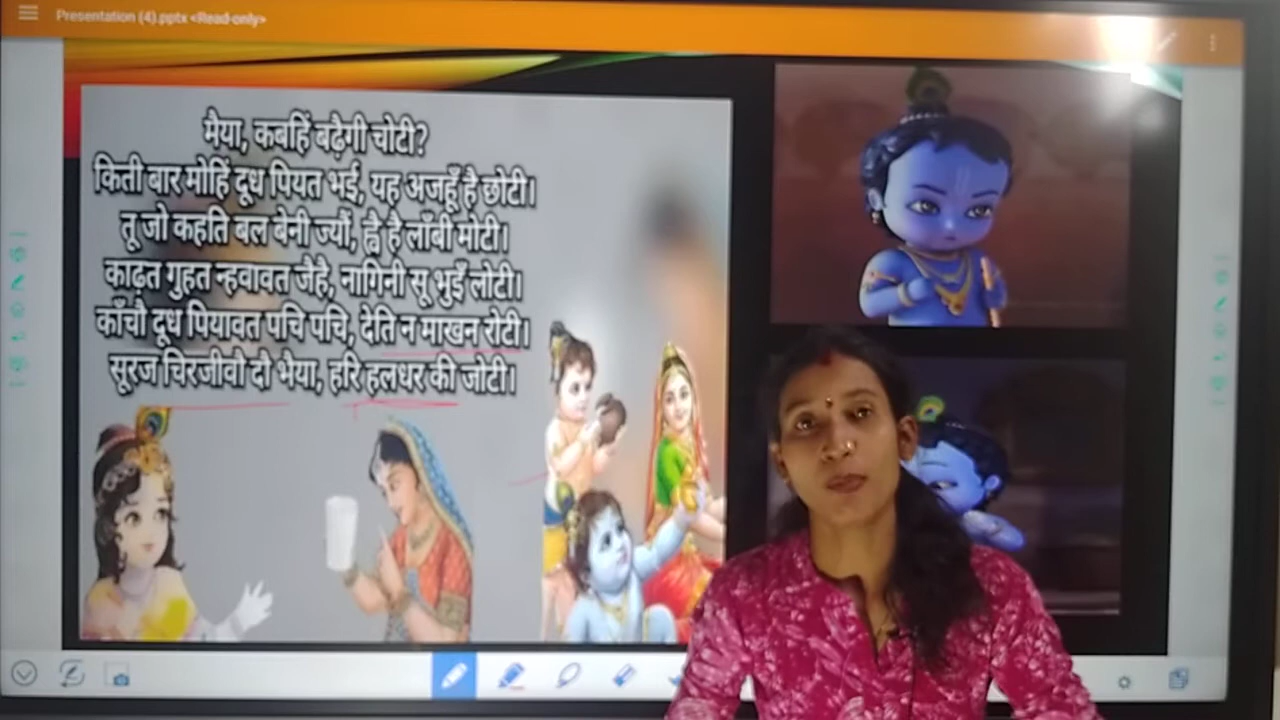 Presentation (4).pptx <Read-only>
मैया, कबहिं बढ़ैगी चोटी?
किती बार मोहिं दूध पियत भई, यह अजहूँ है छोटी।
तू जो कहति बल बेनी ज्यौं, ह्वै है लाँबी मोटी।
काढ़त गुहत न्हवावत जैहै, नागिनी सू भुइँ लोटी।
काँचौ दूध पियावत पचि पचि, देति न माखन रोटी।
सूरज चिरजीवौ दौ भैया, हरि हलधर की जोटी।